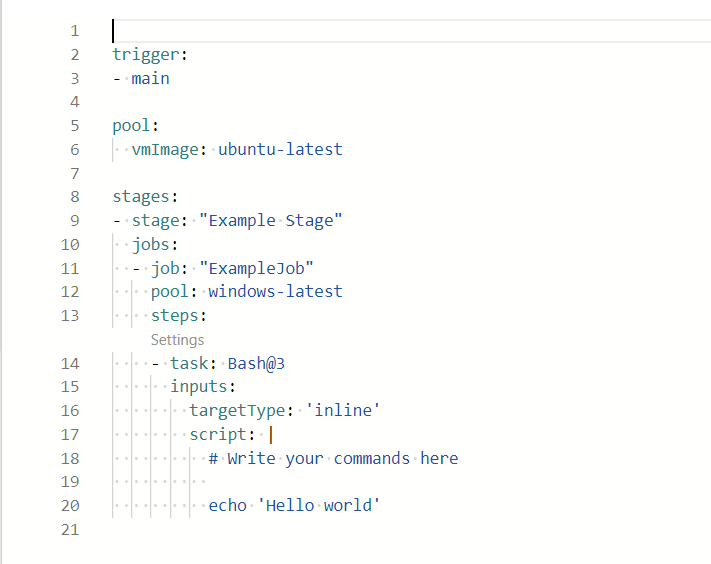 1
2 trigger:
3 - main
4
5 pool:
6   vmImage: ubuntu-latest
7
8 stages:
9 - stage: "Example Stage"
10   jobs:
11   - job: "ExampleJob"
12     pool: windows-latest
13     steps:
Settings
14     - task: Bash@3
15       inputs:
16         targetType: 'inline'
17         script: |
18           # Write your commands here
19
20           echo 'Hello world'
21